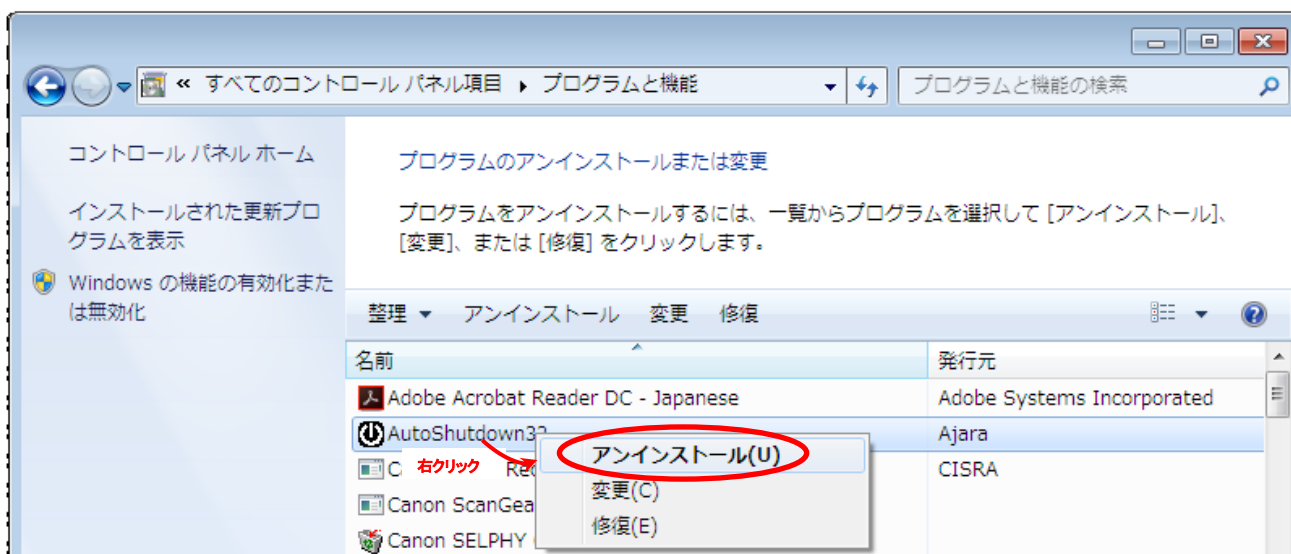 « すべてのコントロール パネル項目 ▸ プログラムと機能
プログラムと機能の検索
コントロール パネル ホーム
インストールされた更新プロ
グラムを表示
Windows の機能の有効化また
は無効化
プログラムのアンインストールまたは変更
プログラムをアンインストールするには、一覧からプログラムを選択して [アンインストール]、
[変更]、または [修復] をクリックします。
整理 ▼ アンインストール 変更 修復
名前 発行元
Adobe Acrobat Reader DC - Japanese Adobe Systems Incorporated
AutoShutdown32 Ajara
右クリック
CISRA
Canon ScanGea
Canon SELPHY
アンインストール(U)
変更(C)
修復(E)